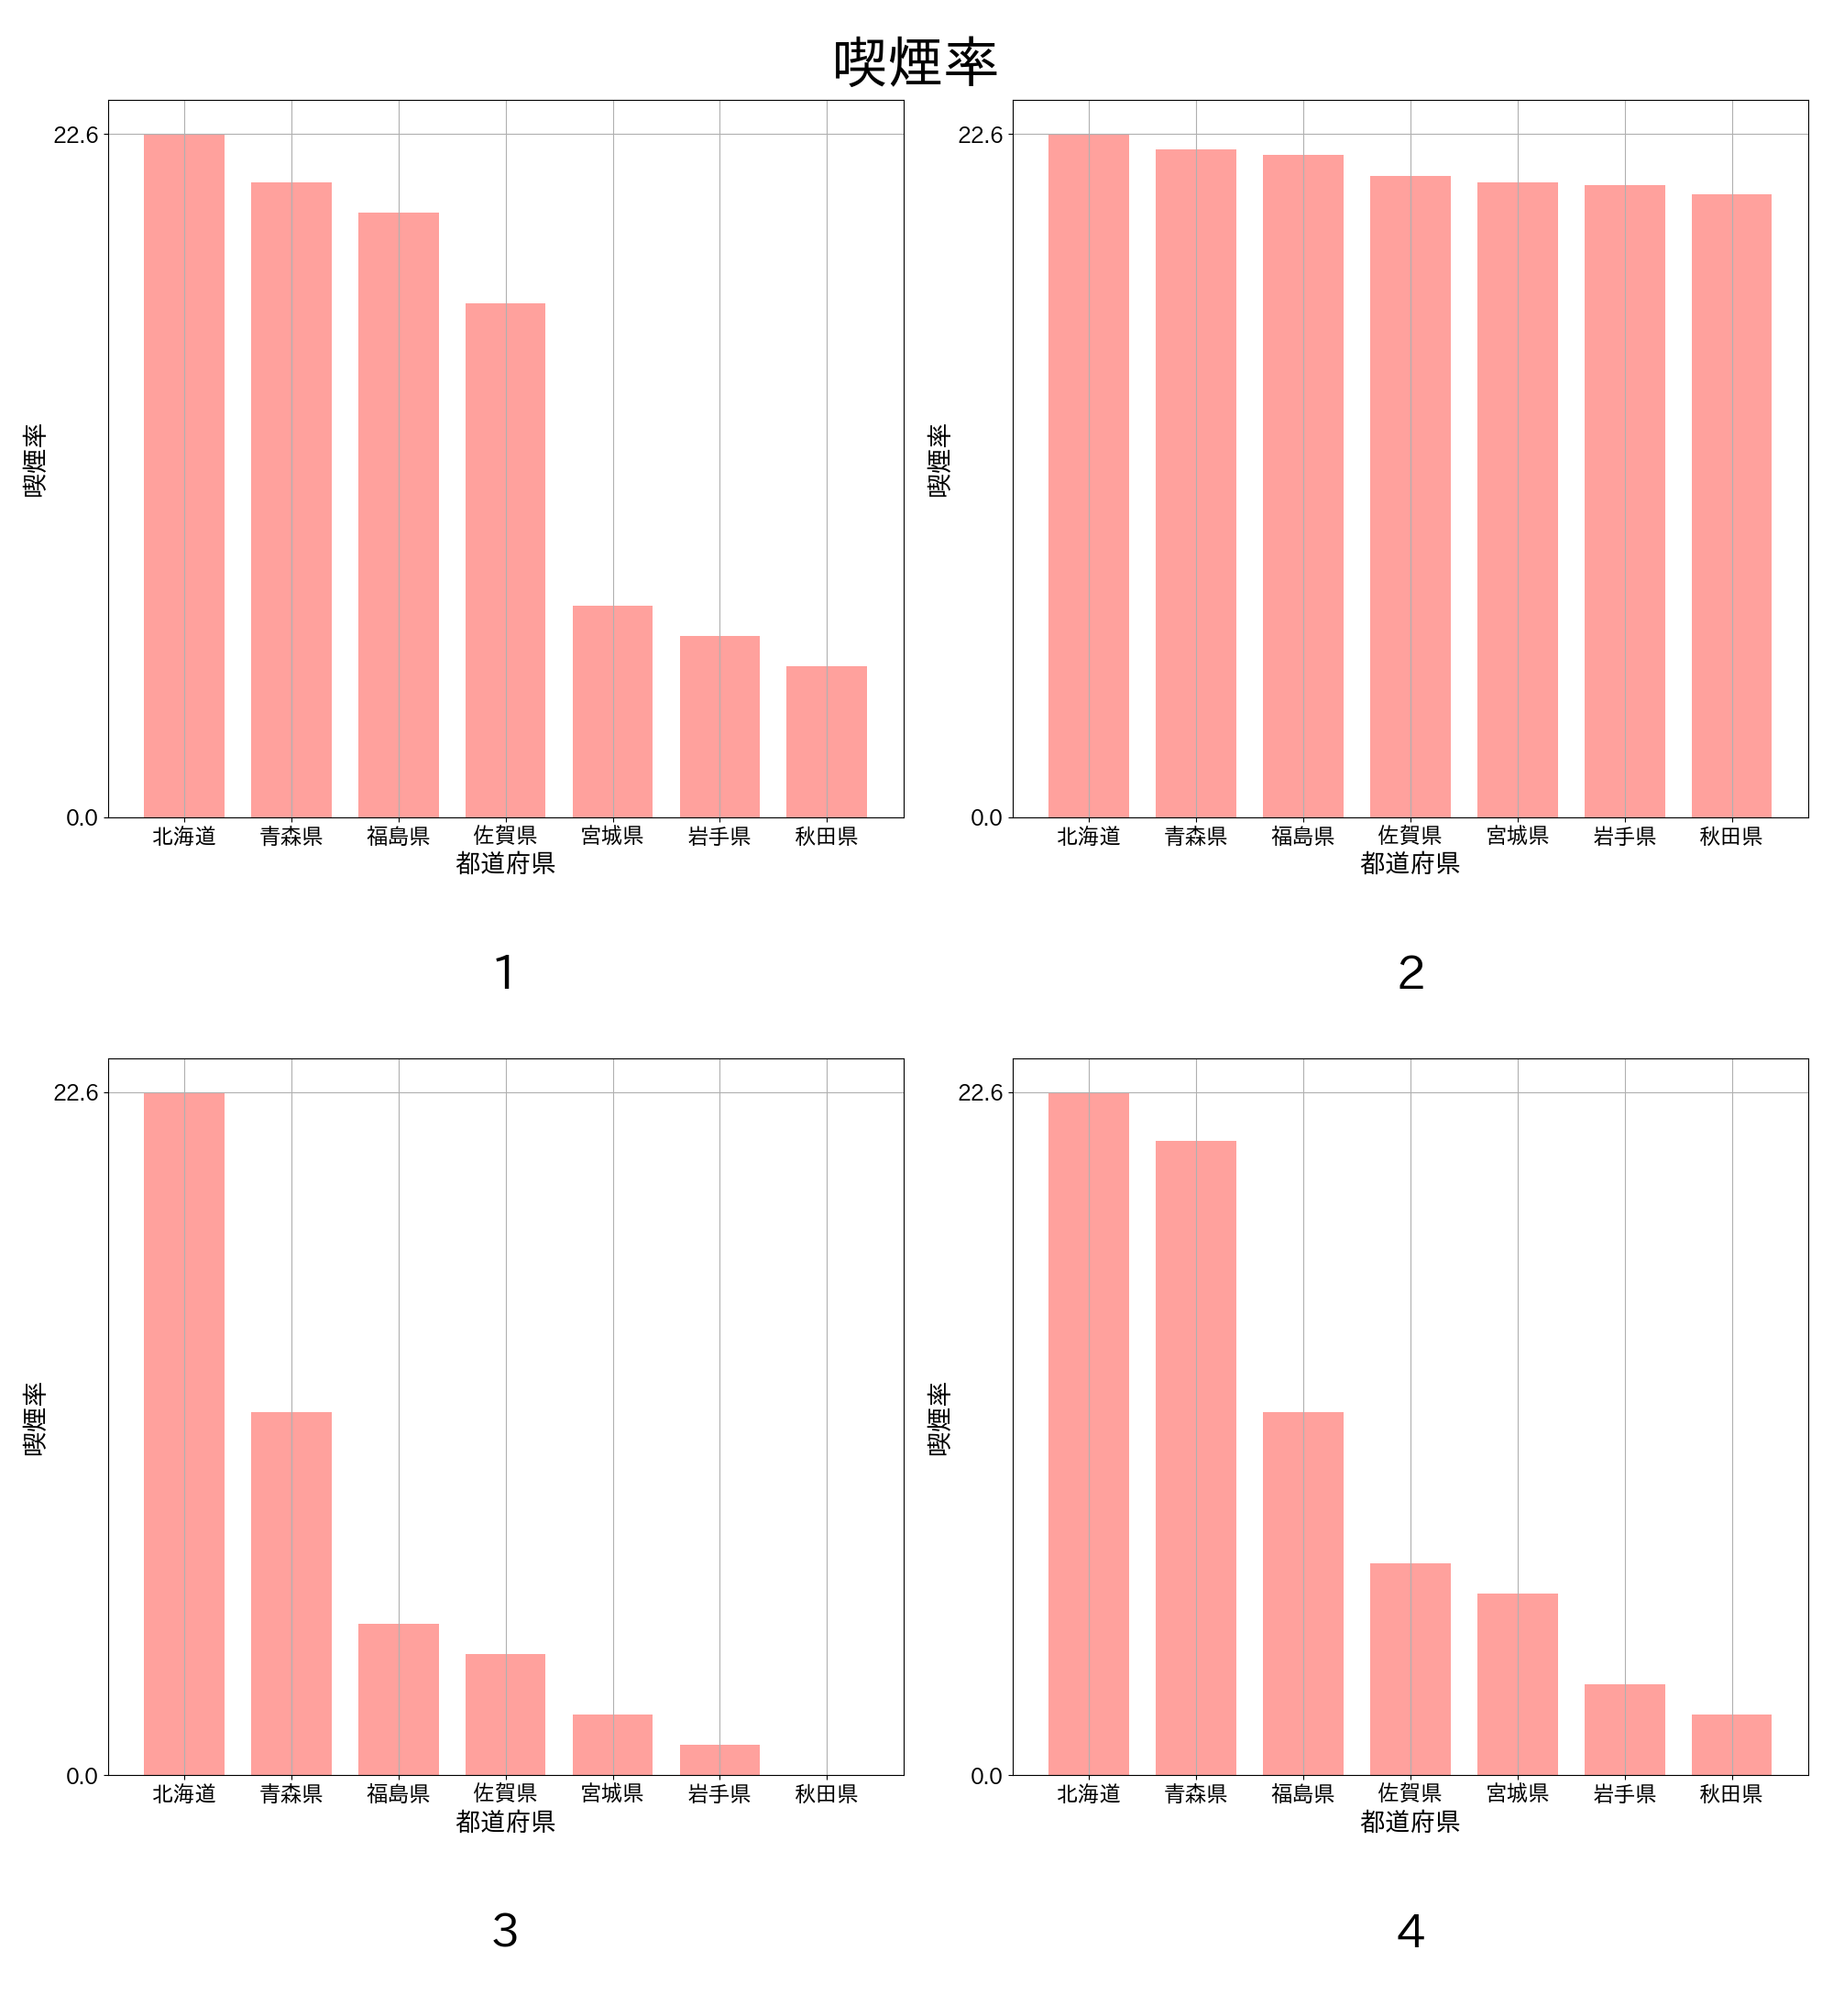 喫煙率
22.6
0.0
喫煙率
北海道 青森県 福島県 佐賀県 宮城県 岩手県 秋田県
都道府県
1
22.6
0.0
喫煙率
北海道 青森県 福島県 佐賀県 宮城県 岩手県 秋田県
都道府県
2
22.6
0.0
喫煙率
北海道 青森県 福島県 佐賀県 宮城県 岩手県 秋田県
都道府県
3
22.6
0.0
喫煙率
北海道 青森県 福島県 佐賀県 宮城県 岩手県 秋田県
都道府県
4